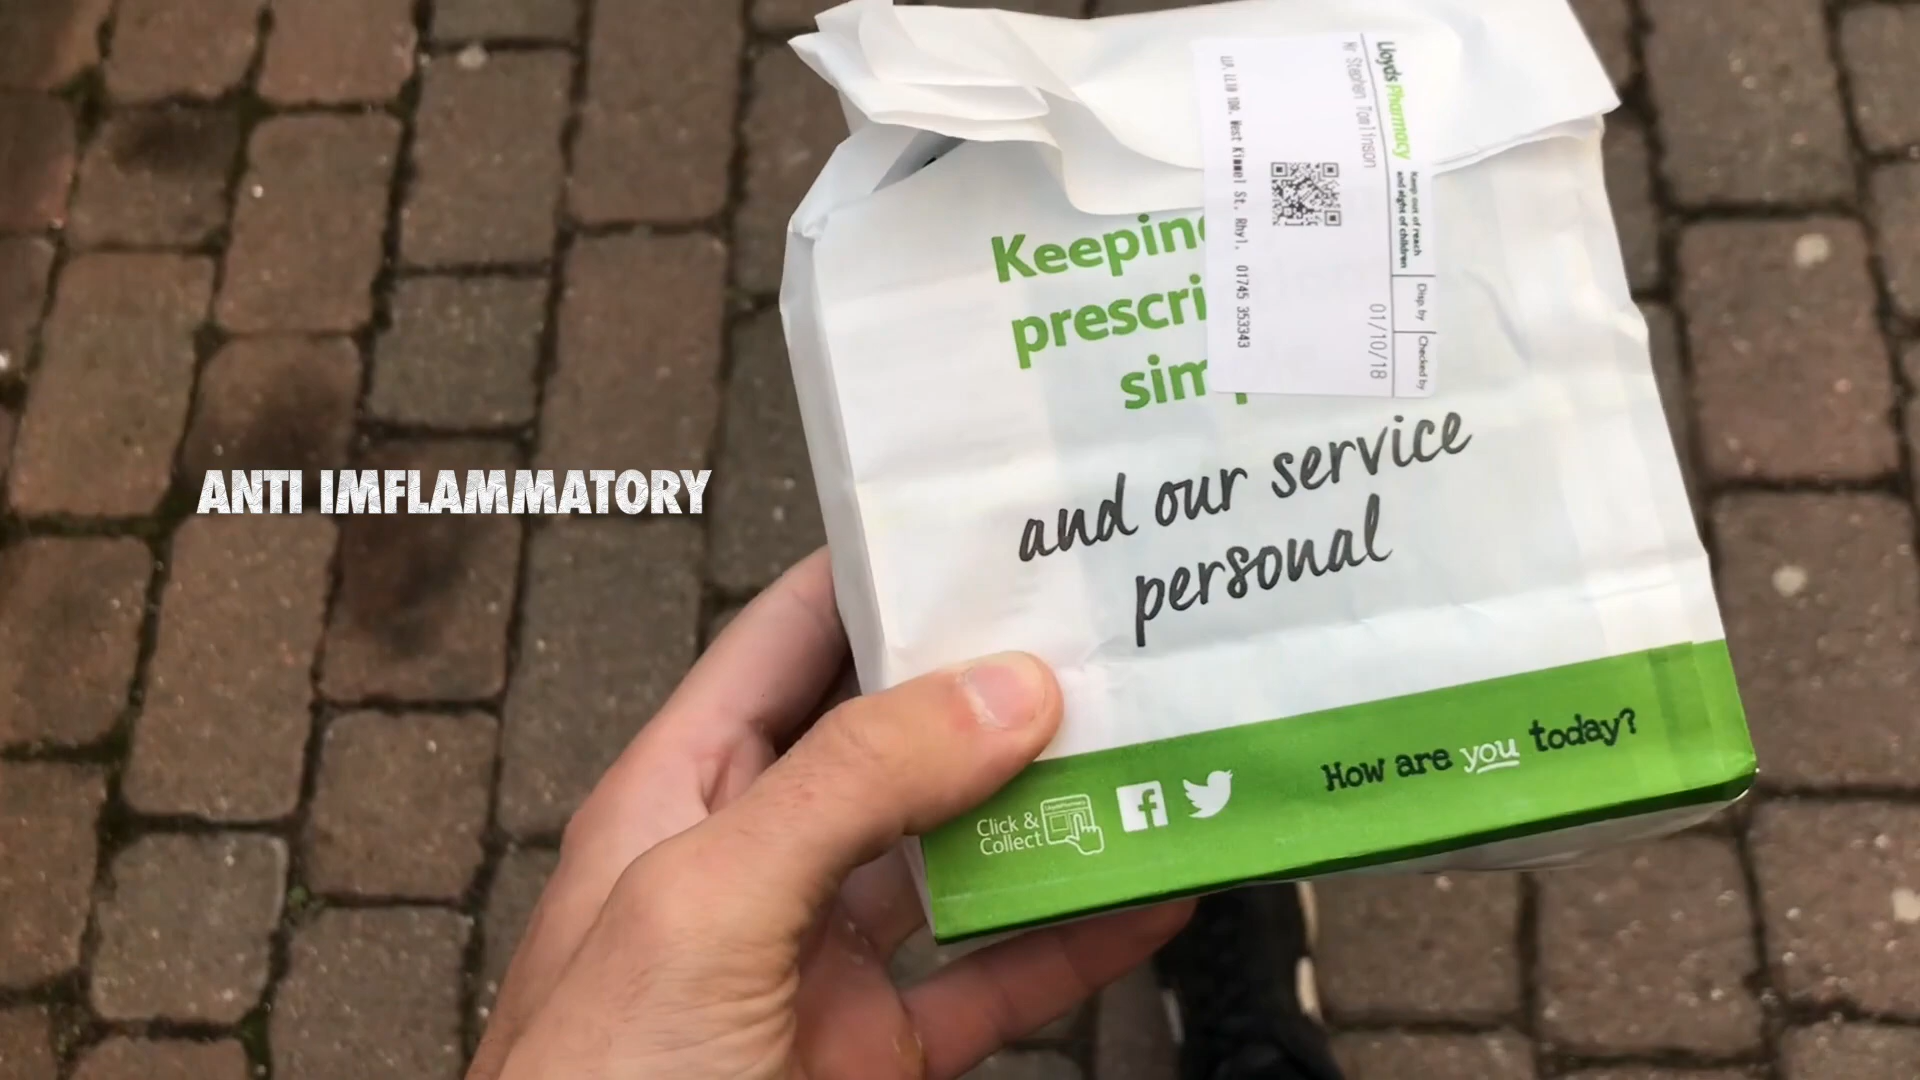 ANTI IMFLAMMATORY
LloydsPharmacy
Keep out of reach
and sight of children
Disp. by
Checked by
Mr Stephen Tomlinson
01/10/18
West Kinmel St. Rhyl. 01745 353343
Keeping
prescri
simp
and our service
personal
Click &
Collect
How are you today?